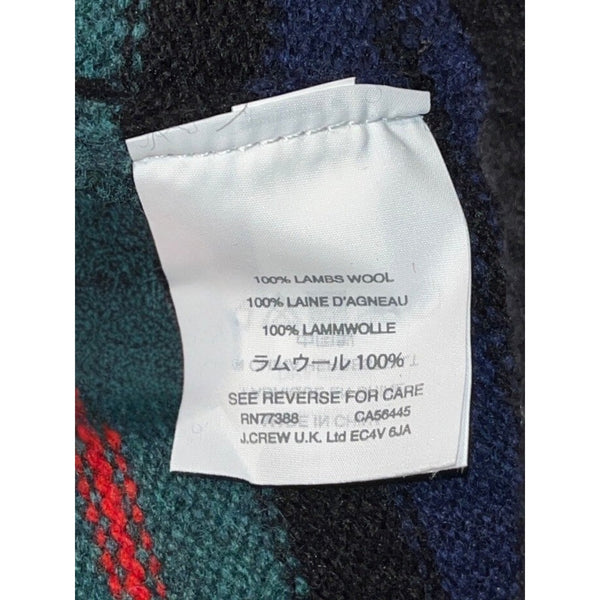 100% LAMBS WOOL
100% LAINE D'AGNEAU
100% LAMMWOLLE
ラムウール 100%
SEE REVERSE FOR CARE
RN77388 CA56445
J.CREW U.K. Ltd EC4V 6JA